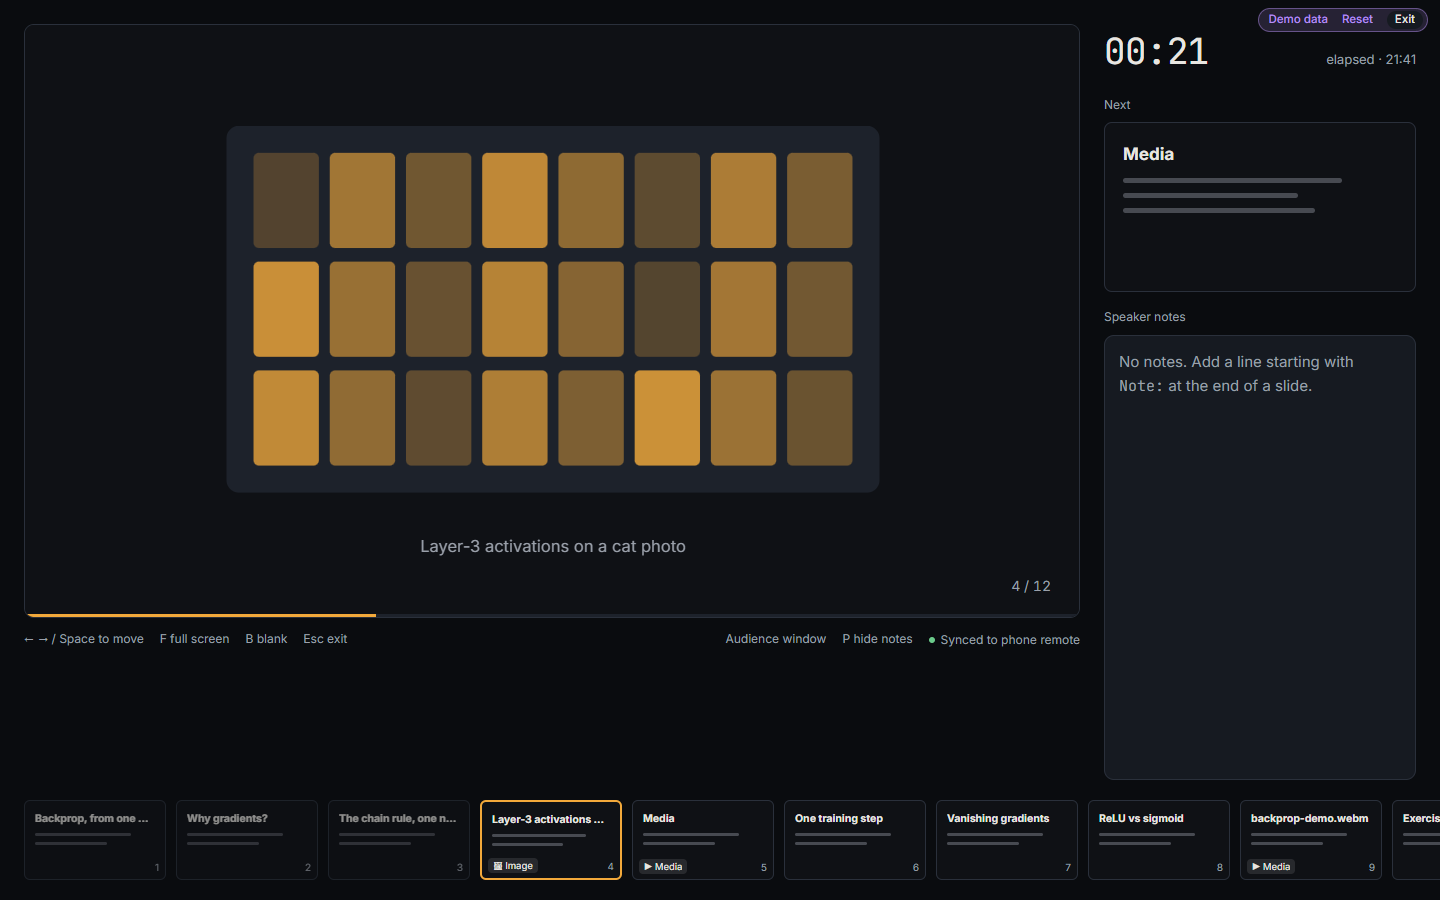 Demo data Reset Exit
00:21
elapsed · 21:41
Next
Media
Speaker notes
No notes. Add a line starting with
Note: at the end of a slide.
Layer-3 activations on a cat photo
4 / 12
← → / Space to move F full screen B blank Esc exit
Audience window P hide notes Synced to phone remote
Backprop, from one ...
1
Why gradients?
2
The chain rule, one n...
3
Layer-3 activations ...
Image
4
Media
Media
5
One training step
6
Vanishing gradients
7
ReLU vs sigmoid
8
backprop-demo.webm
Media
9
Exercis